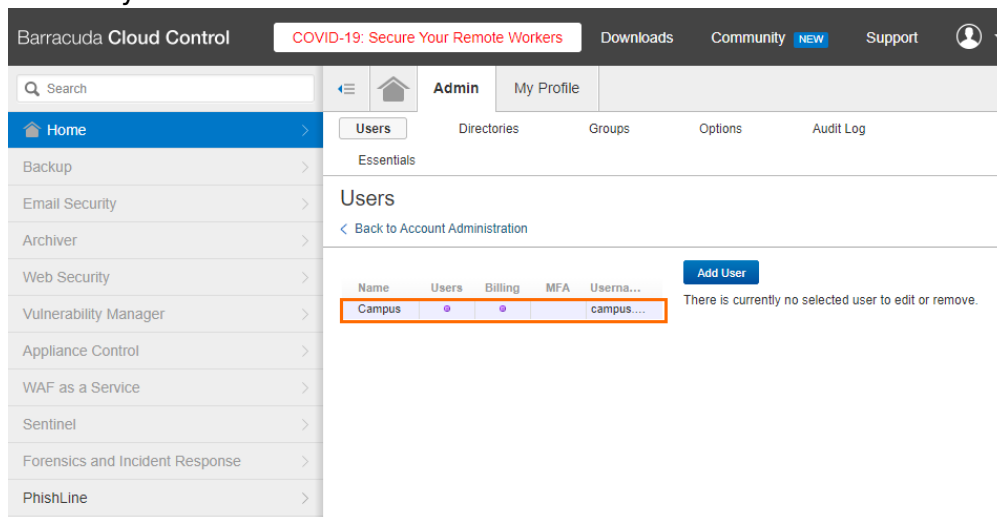 Barracuda Cloud Control
COVID-19: Secure Your Remote Workers
Downloads
Community NEW
Support
Search
Admin
My Profile
Home
Backup
Email Security
Archiver
Web Security
Vulnerability Manager
Appliance Control
WAF as a Service
Sentinel
Forensics and Incident Response
PhishLine
Users
Directories
Groups
Options
Audit Log
Essentials
Users
< Back to Account Administration
Name Users Billing MFA Userna...
Campus campus....
Add User
There is currently no selected user to edit or remove.